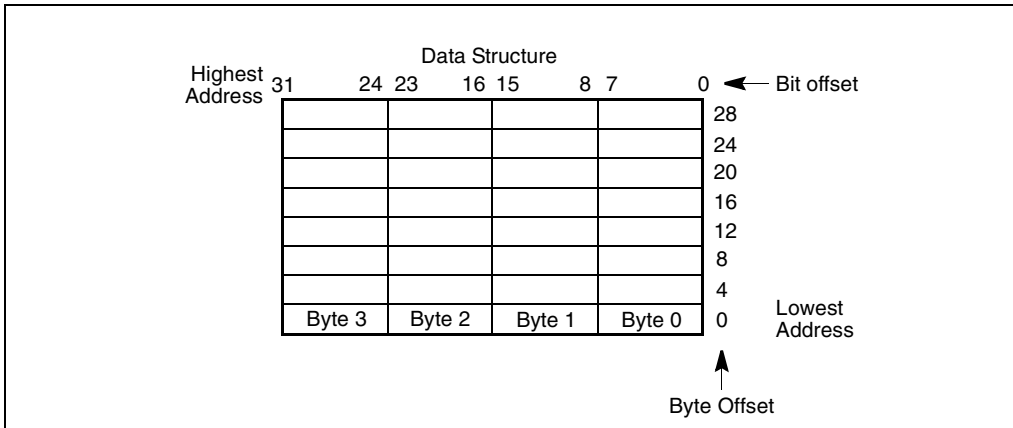 Data Structure
Highest
Address
31 24 23 16 15 8 7 0
Bit offset
28
24
20
16
12
8
4
Byte 3 Byte 2 Byte 1 Byte 0 0
Lowest
Address
Byte Offset